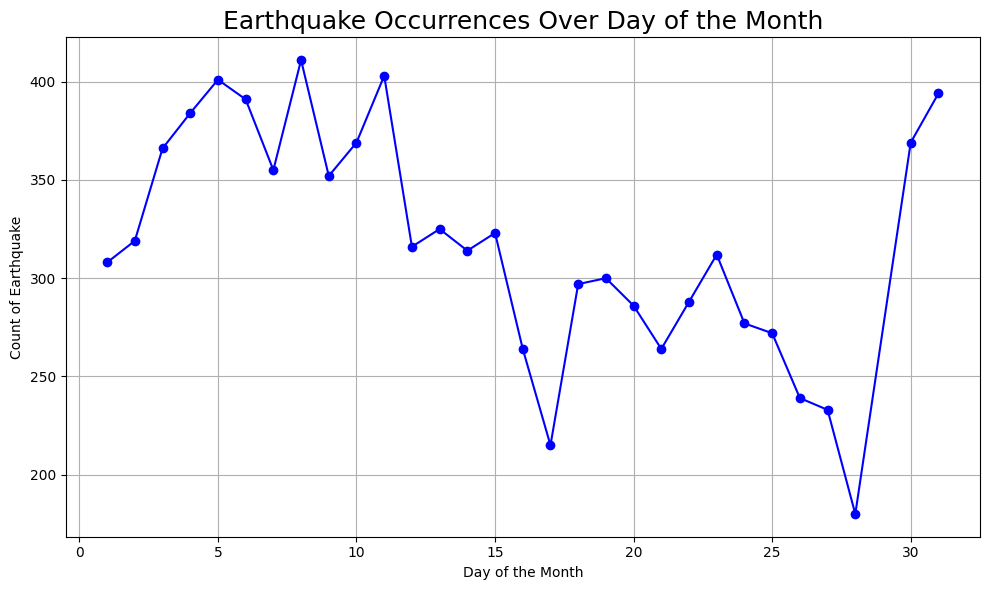 Earthquake Occurrences Over Day of the Month
Count of Earthquake
400
350
300
250
200
0 5 10 15 20 25 30
Day of the Month